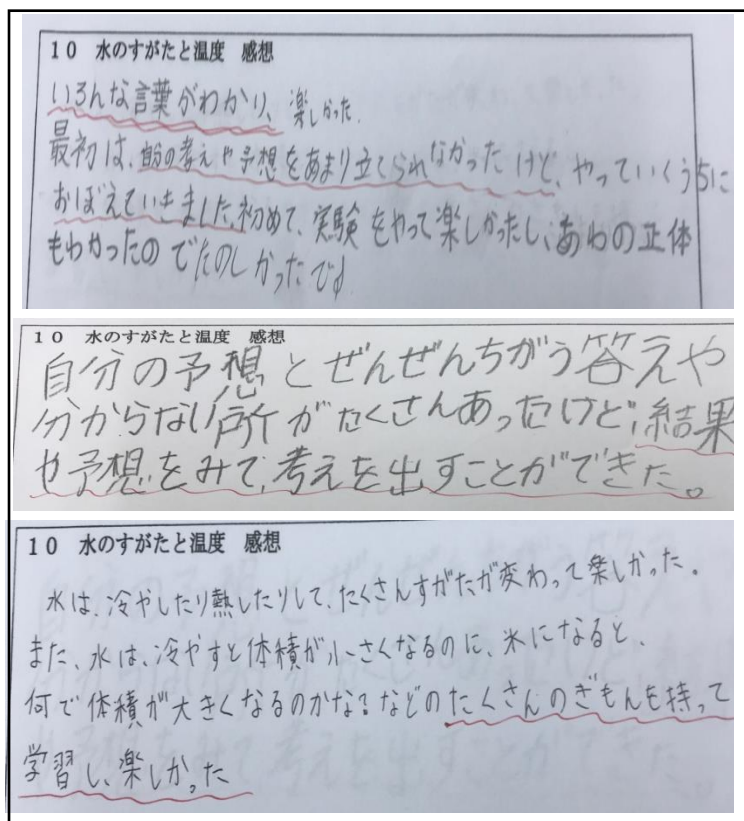 10 水のすがたと温度 感想
いろんな言葉がわかり、楽しかった。
最初は、自分の考えや予想をあまり立てられなかったけど、やっていくうちに
おぼえていきました。初めて、実験をやって楽しかったし、あわの正体
もわかったのでたのしかったです
10 水のすがたと温度 感想
自分の予想とぜんぜんちがう答えや
分からない所がたくさんあったけど、結果
や予想をみて、考えを出すことができた。
10 水のすがたと温度 感想
水は、冷やしたり熱したりして、たくさんすがたが変わって楽しかった。
また、水は、冷やすと体積が小さくなるのに、氷になると、
何で体積が大きくなるのかな?などのたくさんのぎもんを持って
学習し、楽しかった